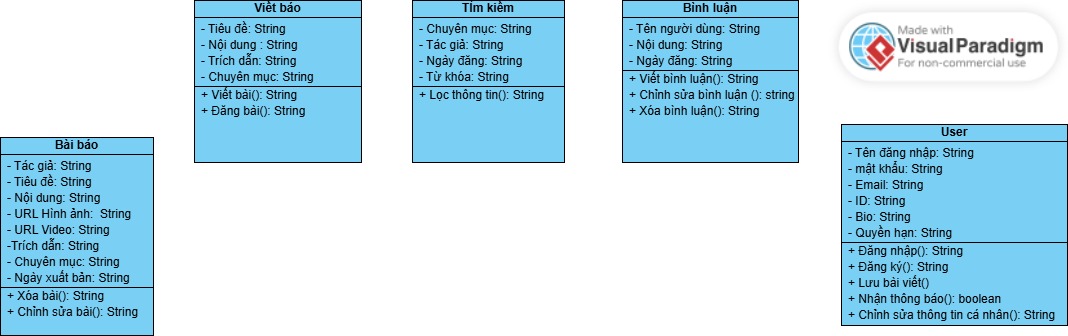 Viết báo
- Tiêu đề: String
- Nội dung : String
- Trích dẫn: String
- Chuyên mục: String
+ Viết bài(): String
+ Đăng bài(): String
Tìm kiếm
- Chuyên mục: String
- Tác giả: String
- Ngày đăng: String
- Từ khóa: String
+ Lọc thông tin(): String
Bình luận
- Tên người dùng: String
- Nội dung: String
- Ngày đăng: String
+ Viết bình luận(): String
+ Chỉnh sửa bình luận (): string
+ Xóa bình luận(): String
Made with
Visual Paradigm
For non-commercial use
Bài báo
- Tác giả: String
- Tiêu đề: String
- Nội dung: String
- URL Hình ảnh: String
- URL Video: String
-Trích dẫn: String
- Chuyên mục: String
- Ngày xuất bản: String
+ Xóa bài(): String
+ Chỉnh sửa bài(): String
User
- Tên đăng nhập: String
- mật khẩu: String
- Email: String
- ID: String
- Bio: String
- Quyền hạn: String
+ Đăng nhập(): String
+ Đăng ký(): String
+ Lưu bài viết()
+ Nhận thông báo(): boolean
+ Chỉnh sửa thông tin cá nhân(): String